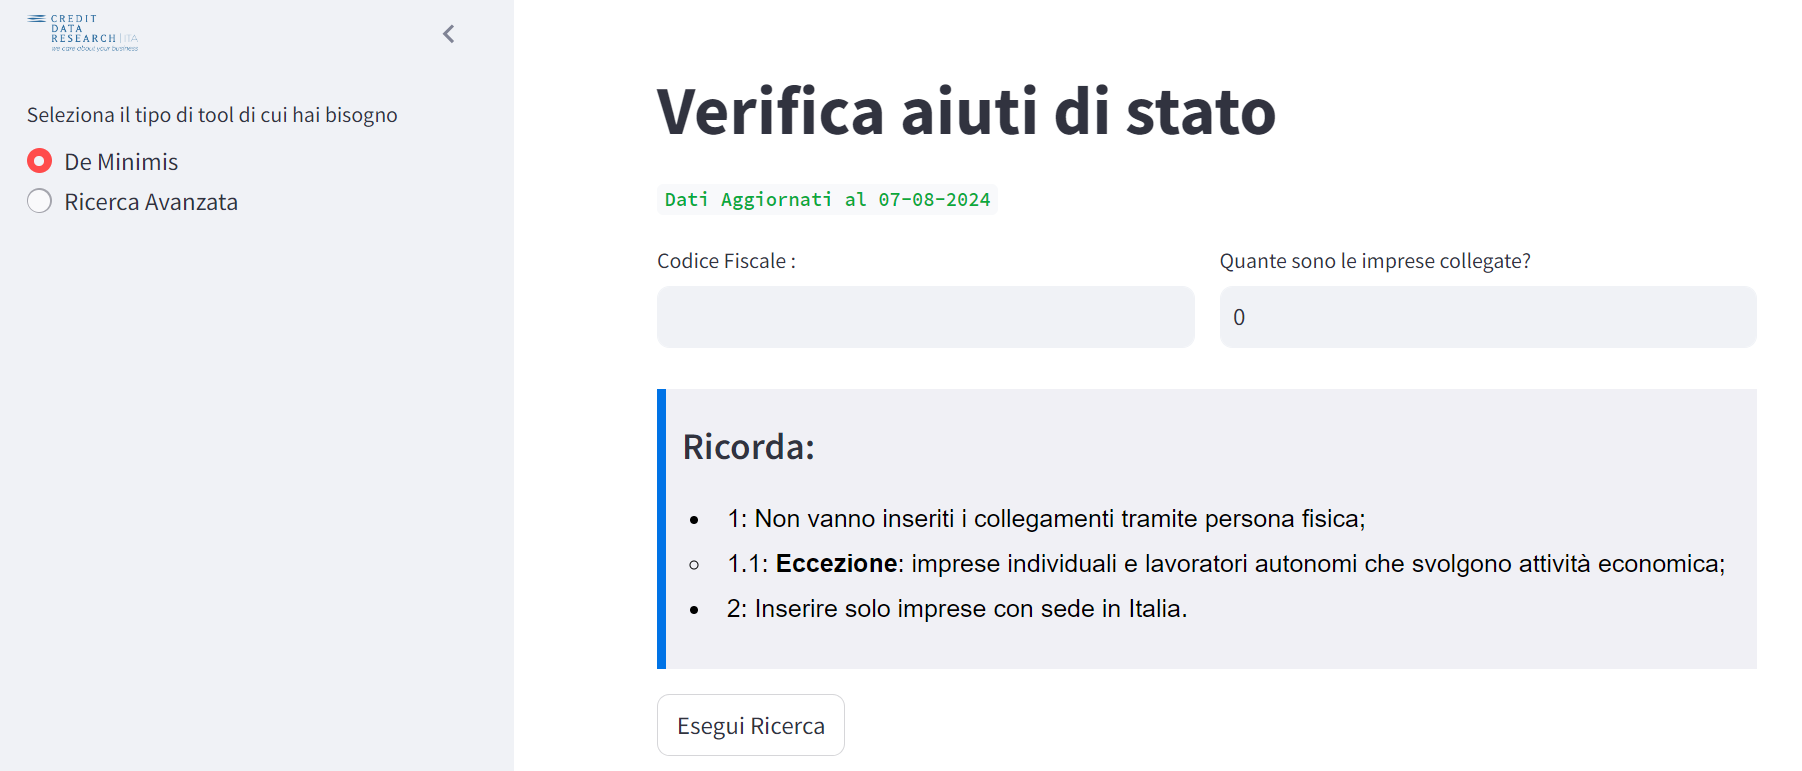 CREDIT
DATA
RESEARCH | ITA
we care about your business
Seleziona il tipo di tool di cui hai bisogno
De Minimis
Ricerca Avanzata
Verifica aiuti di stato
Dati Aggiornati al 07-08-2024
Codice Fiscale :
Quante sono le imprese collegate?
0
Ricorda:
1: Non vanno inseriti i collegamenti tramite persona fisica;
1.1: Eccezione: imprese individuali e lavoratori autonomi che svolgono attività economica;
2: Inserire solo imprese con sede in Italia.
Esegui Ricerca